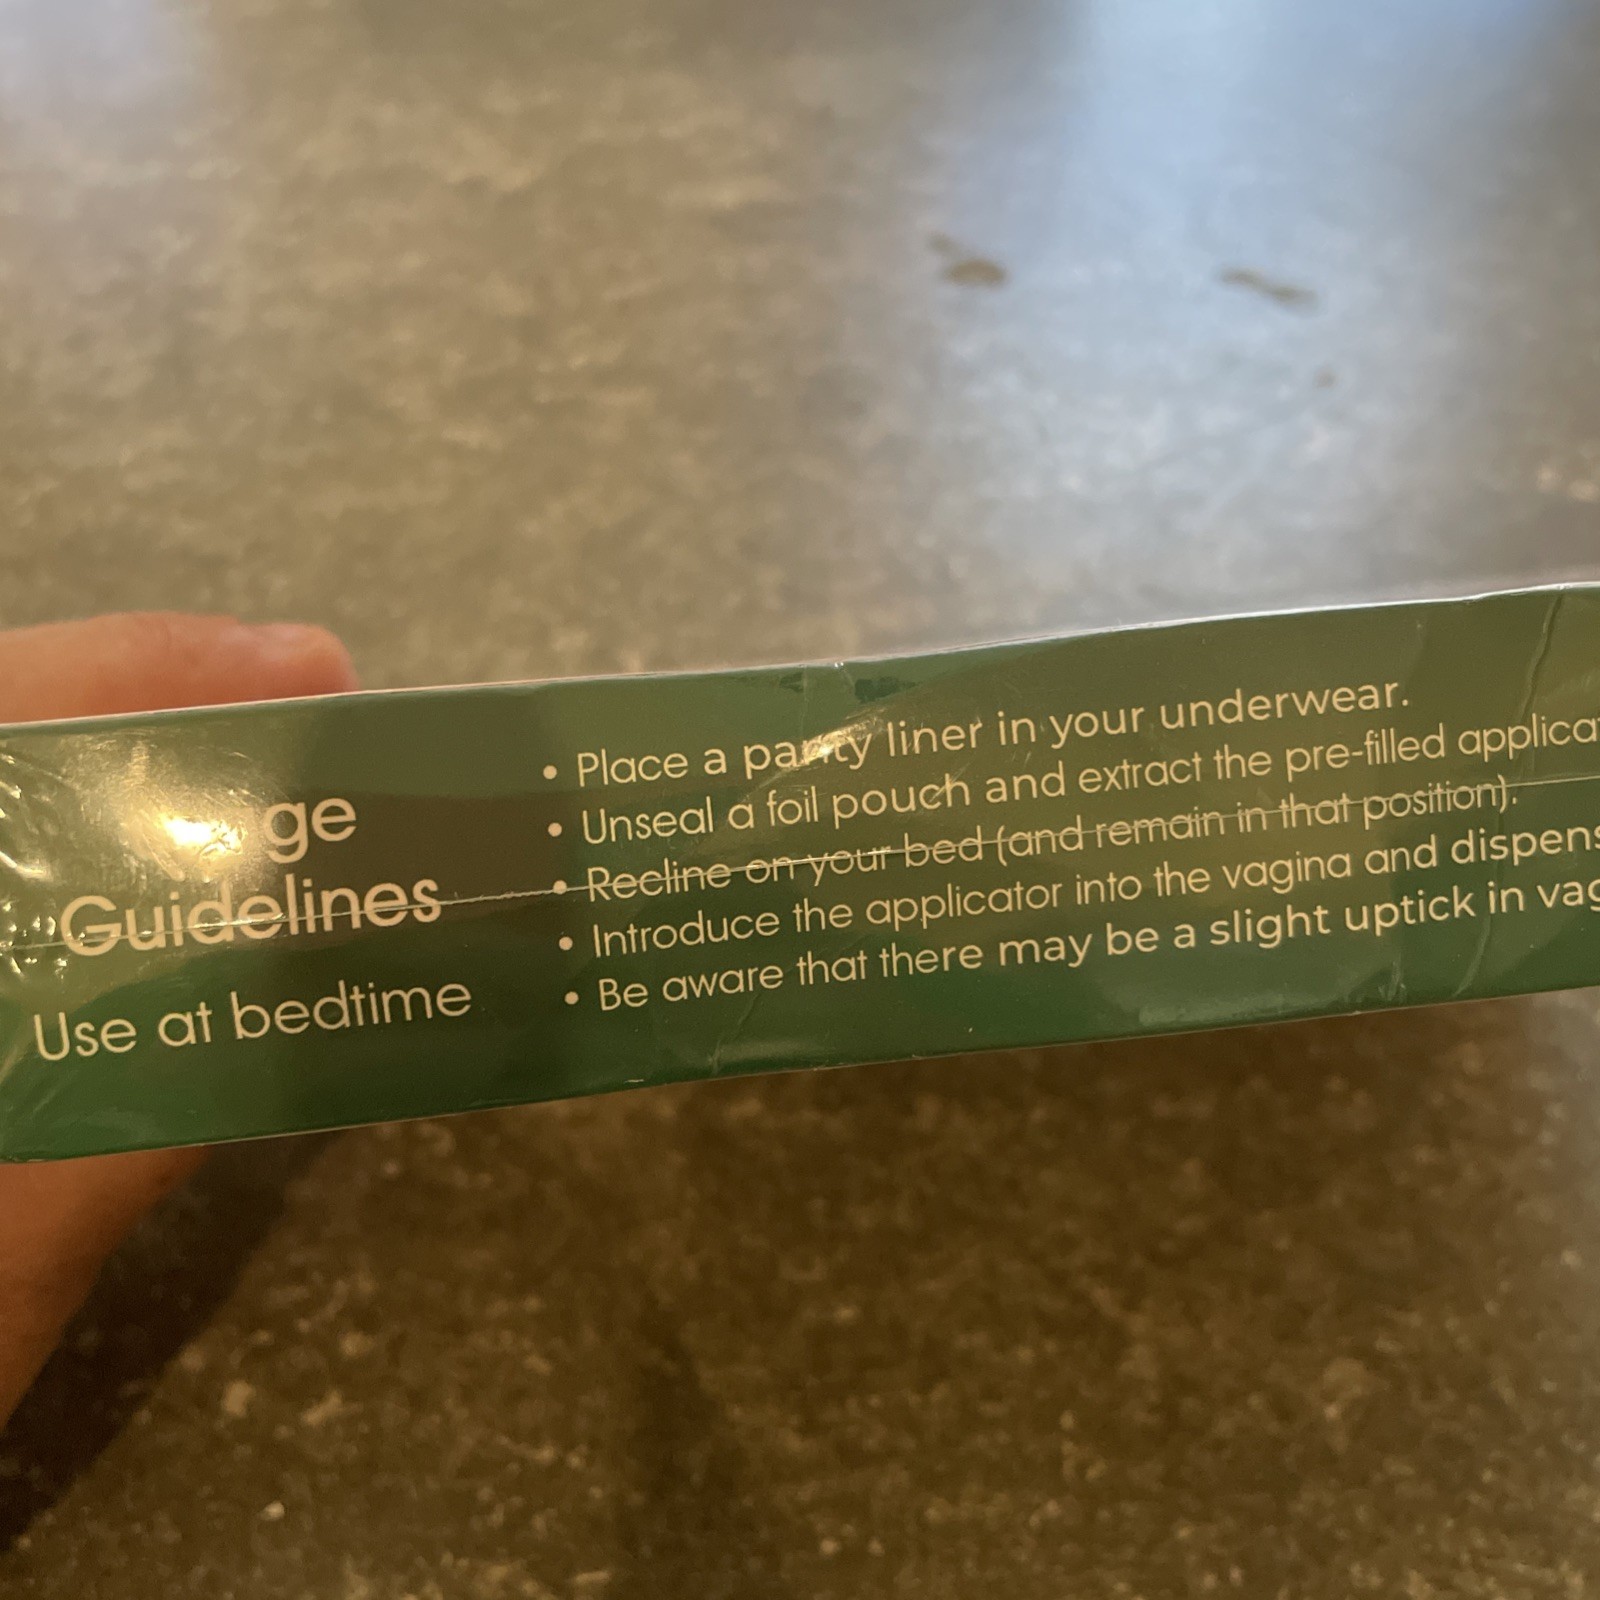 ge
Guidelines
Use at bedtime
• Place a panty liner in your underwear.
• Unseal a foil pouch and extract the pre-filled applica
• Recline on your bed (and remain in that position).
• Introduce the applicator into the vagina and dispens
• Be aware that there may be a slight uptick in vag